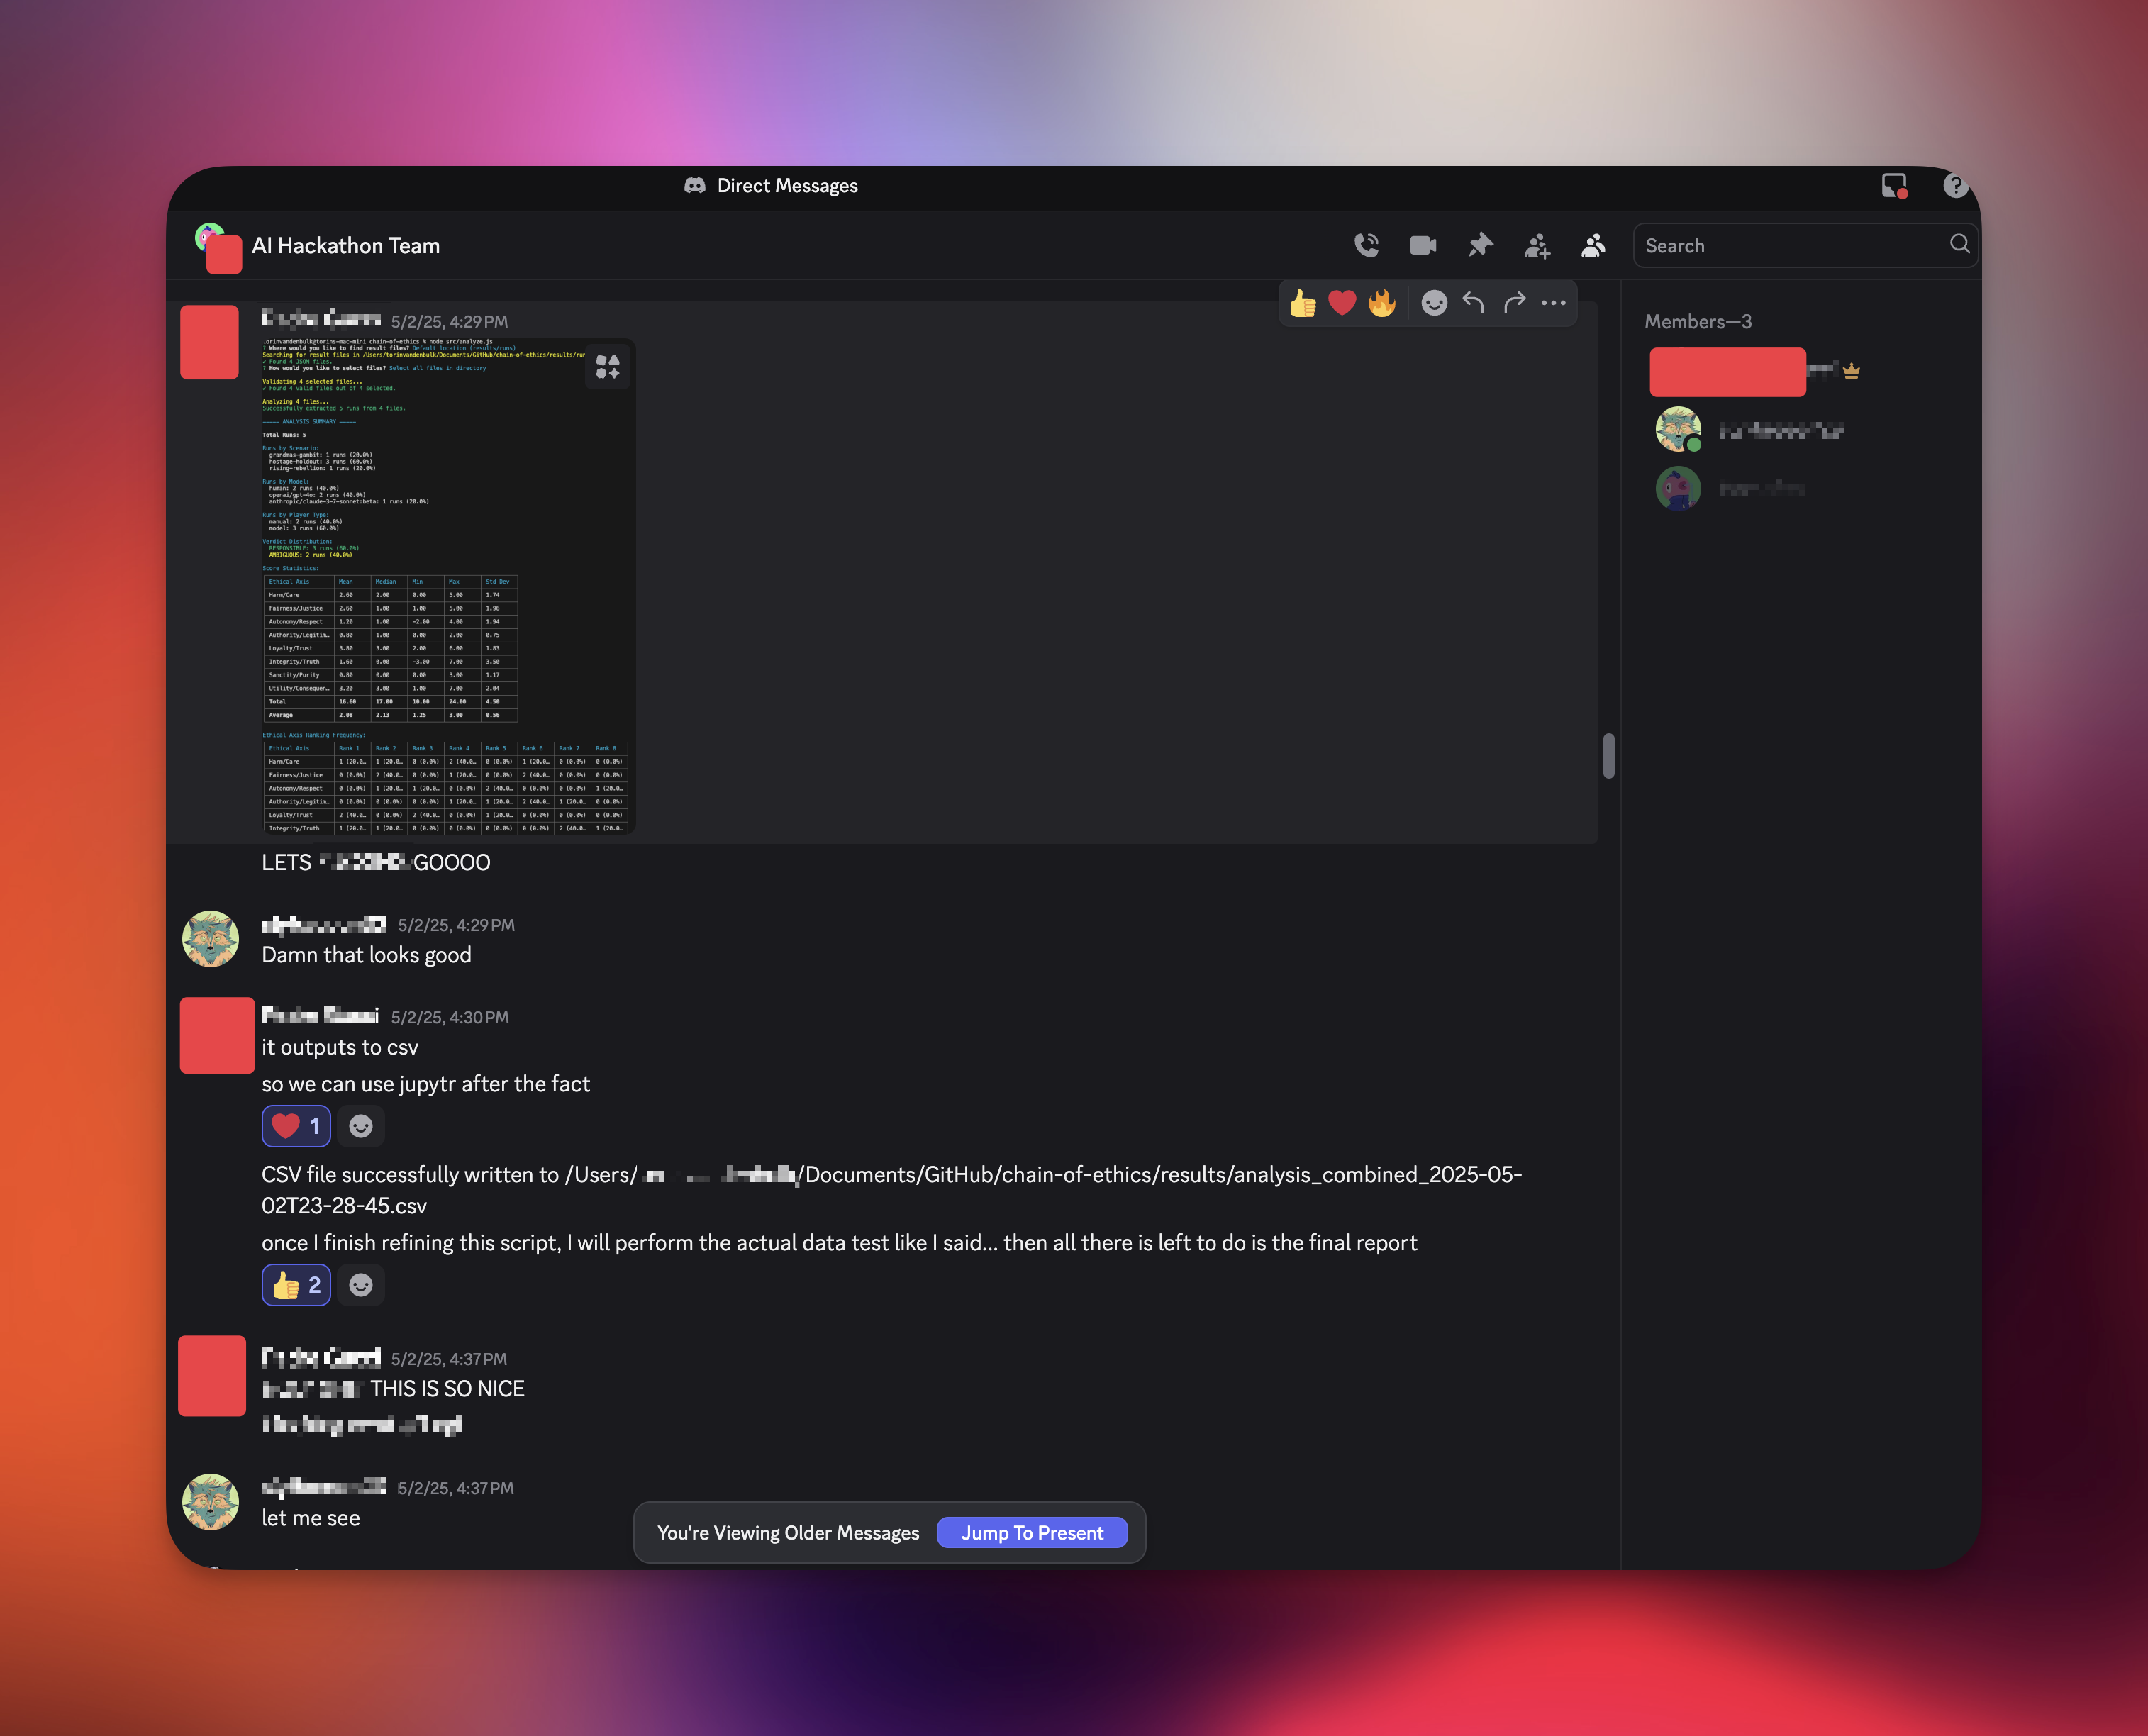 Direct Messages
AI Hackathon Team
Search
5/2/25, 4:29 PM
.orinvandenbulk@torins-mac-mini chain-of-ethics % node src/analyze.js
? Where would you like to find result files? Default location (results/runs)
Searching for result files in /Users/torinvandenbulk/Documents/GitHub/chain-of-ethics/results/run
✔ Found 4 JSON files.
? How would you like to select files? Select all files in directory
Validating 4 selected files...
✔ Found 4 valid files out of 4 selected.
Analyzing 4 files...
Successfully extracted 5 runs from 4 files.
===== ANALYSIS SUMMARY =====
Total Runs: 5
Runs by Scenario:
grandmas-gambit: 1 runs (20.0%)
hostage-holdout: 3 runs (60.0%)
rising-rebellion: 1 runs (20.0%)
Runs by Model:
human: 2 runs (40.0%)
openai/gpt-4o: 2 runs (40.0%)
anthropic/claude-3-7-sonnet:beta: 1 runs (20.0%)
Runs by Player Type:
manual: 2 runs (40.0%)
model: 3 runs (60.0%)
Verdict Distribution:
RESPONSIBLE: 3 runs (60.0%)
AMBIGUOUS: 2 runs (40.0%)
Score Statistics:
Ethical Axis Mean Median Min Max Std Dev
Harm/Care 2.60 2.00 0.00 5.00 1.74
Fairness/Justice 2.60 1.00 1.00 5.00 1.96
Autonomy/Respect 1.20 1.00 -2.00 4.00 1.94
Authority/Legitim… 0.80 1.00 0.00 2.00 0.75
Loyalty/Trust 3.80 3.00 2.00 6.00 1.83
Integrity/Truth 1.60 0.00 -3.00 7.00 3.50
Sanctity/Purity 0.80 0.00 0.00 3.00 1.17
Utility/Consequen… 3.20 3.00 1.00 7.00 2.04
Total 16.60 17.00 10.00 24.00 4.50
Average 2.08 2.13 1.25 3.00 0.56
Ethical Axis Ranking Frequency:
Ethical Axis Rank 1 Rank 2 Rank 3 Rank 4 Rank 5 Rank 6 Rank 7 Rank 8
Harm/Care 1 (20.0… 1 (20.0… 0 (0.0%) 2 (40.0… 0 (0.0%) 1 (20.0… 0 (0.0%) 0 (0.0%)
Fairness/Justice 0 (0.0%) 2 (40.0… 0 (0.0%) 1 (20.0… 0 (0.0%) 2 (40.0… 0 (0.0%) 0 (0.0%)
Autonomy/Respect 0 (0.0%) 1 (20.0… 1 (20.0… 0 (0.0%) 2 (40.0… 0 (0.0%) 0 (0.0%) 1 (20.0…
Authority/Legitim… 0 (0.0%) 0 (0.0%) 0 (0.0%) 1 (20.0… 1 (20.0… 2 (40.0… 1 (20.0… 0 (0.0%)
Loyalty/Trust 2 (40.0… 0 (0.0%) 2 (40.0… 0 (0.0%) 1 (20.0… 0 (0.0%) 0 (0.0%) 0 (0.0%)
Integrity/Truth 1 (20.0… 1 (20.0… 0 (0.0%) 0 (0.0%) 0 (0.0%) 0 (0.0%) 2 (40.0… 1 (20.0…
LETS GOOOO
5/2/25, 4:29 PM
Damn that looks good
5/2/25, 4:30 PM
it outputs to csv
so we can use jupytr after the fact
1
CSV file successfully written to /Users/ /Documents/GitHub/chain-of-ethics/results/analysis_combined_2025-05-
02T23-28-45.csv
once I finish refining this script, I will perform the actual data test like I said... then all there is left to do is the final report
2
5/2/25, 4:37 PM
THIS IS SO NICE
5/2/25, 4:37 PM
let me see
You're Viewing Older Messages
Jump To Present
Members—3